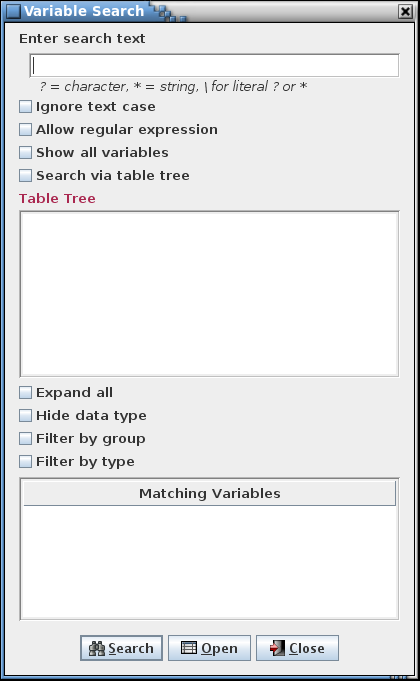 Variable Search
Enter search text
? = character, * = string, \ for literal ? or *
Ignore text case
Allow regular expression
Show all variables
Search via table tree
Table Tree
Expand all
Hide data type
Filter by group
Filter by type
Matching Variables
Search Open Close